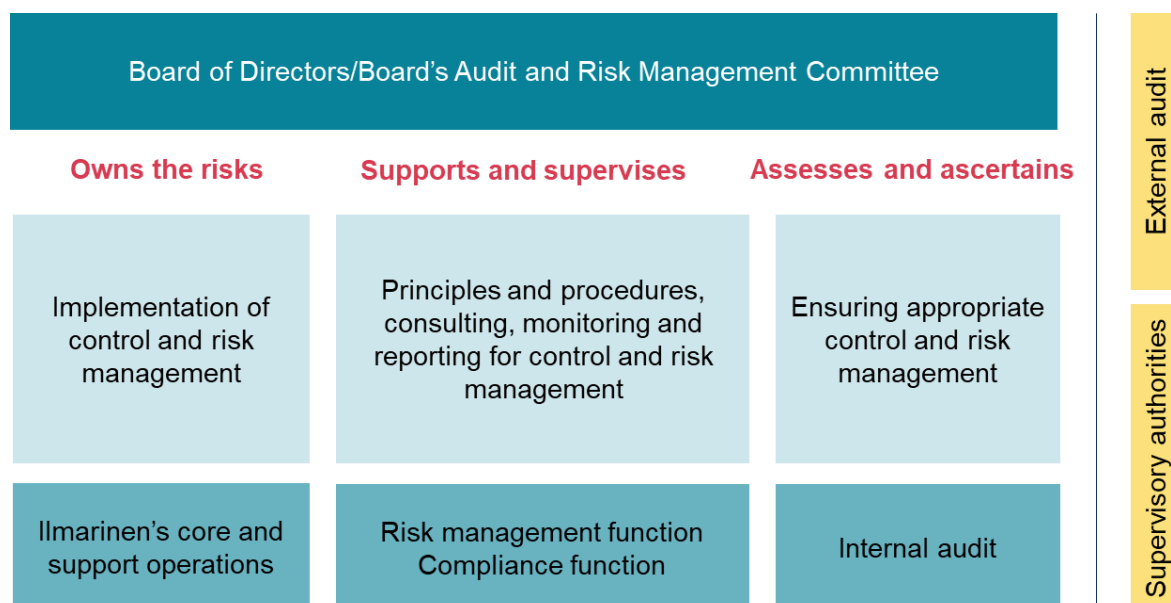 Board of Directors/Board's Audit and Risk Management Committee
Owns the risks
Supports and supervises
Assesses and ascertains
Implementation of
control and risk
management
Principles and procedures,
consulting, monitoring and
reporting for control and risk
management
Ensuring appropriate
control and risk
management
Ilmarinen's core and
support operations
Risk management function
Compliance function
Internal audit
External audit
Supervisory authorities